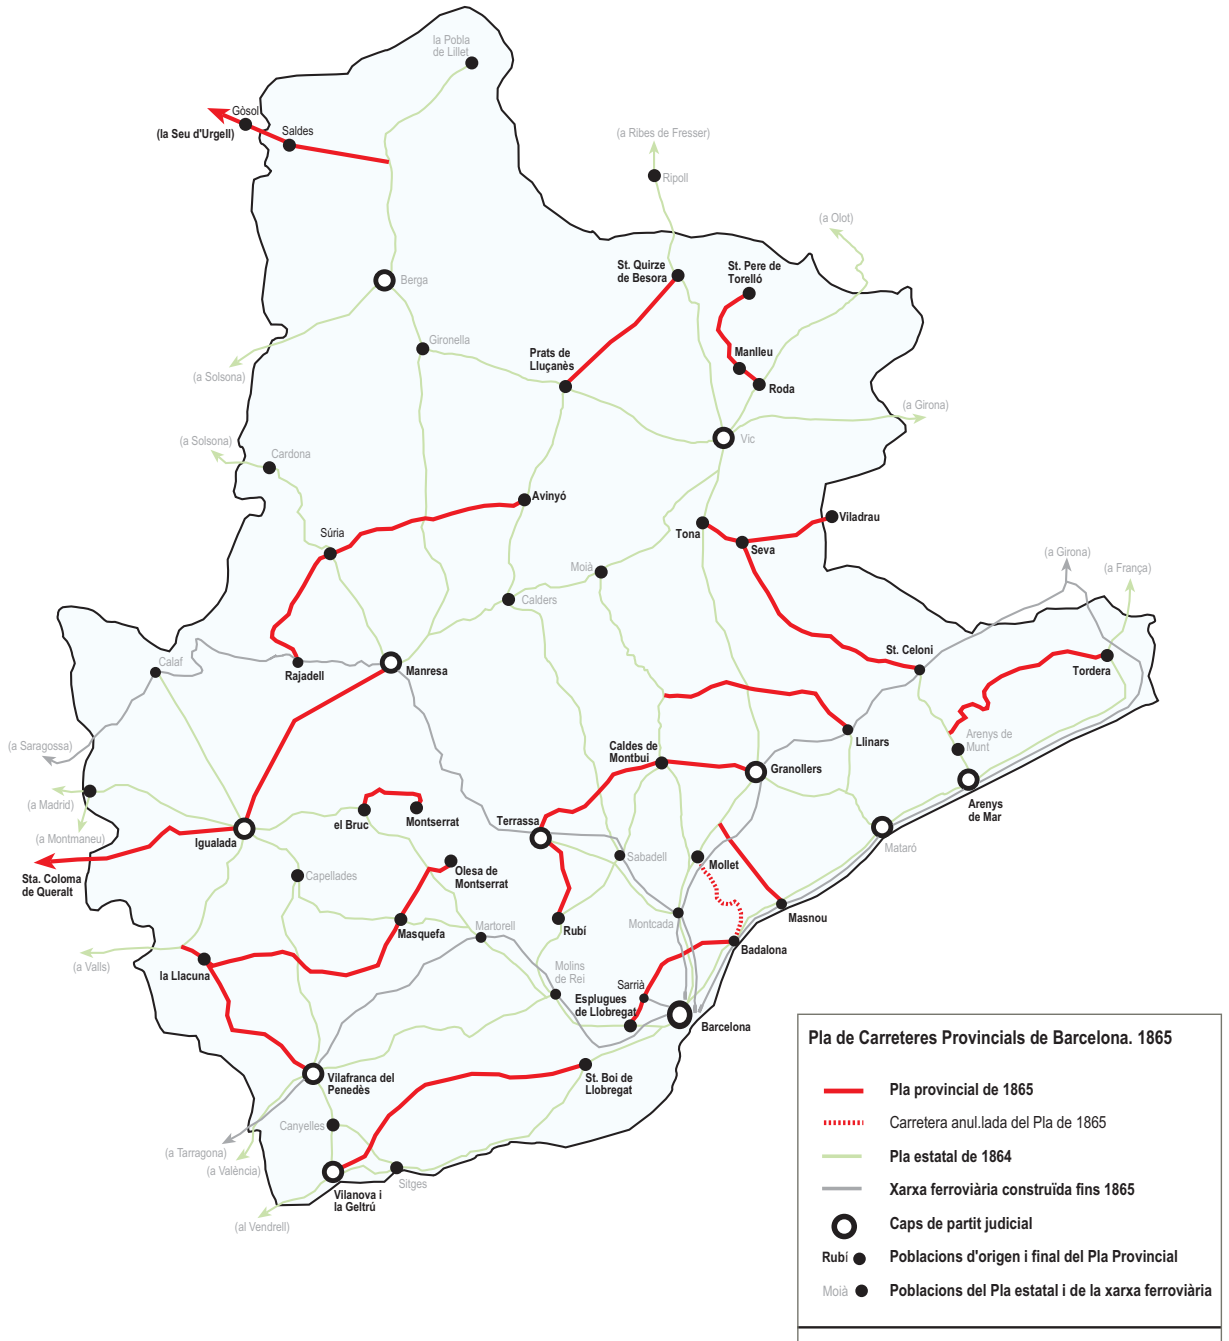 la Pobla
de Lillet
Gòsol
(la Seu d'Urgell)
Saldes
(a Ribes de Fresser)
Ripoll
(a Olot)
St. Quirze
de Besora
St. Pere de
Torelló
Berga
Gironella
Prats de
Lluçanès
Manlleu
Roda
(a Solsona)
(a Girona)
Vic
(a Solsona)
Cardona
Avinyó
Súria
Tona
Seva
Viladrau
Moià
Calders
(a Girona)
(a França)
Calaf
Rajadell
Manresa
St. Celoni
Tordera
(a Saragossa)
Caldes de
Montbui
Llinars
Arenys de
Munt
Granollers
(a Madrid)
(a Montmaneu)
Igualada
el Bruc
Montserrat
Terrassa
Arenys
de Mar
Mataró
Sta. Coloma
de Queralt
Capellades
Olesa de
Montserrat
Sabadell
Mollet
Masnou
Masquefa
Martorell
Rubí
Montcada
Badalona
(a Valls)
la Llacuna
Molins
de Rei
Sarrià
Esplugues
de Llobregat
Barcelona
Vilafranca del
Penedès
St. Boi de
Llobregat
Canyelles
(a Tarragona)
(a València)
Sitges
Vilanova i
la Geltrú
(al Vendrell)
Pla de Carreteres Provincials de Barcelona. 1865
Pla provincial de 1865
Carretera anul.lada del Pla de 1865
Pla estatal de 1864
Xarxa ferroviària construïda fins 1865
Caps de partit judicial
Rubí Poblacions d'origen i final del Pla Provincial
Moià Poblacions del Pla estatal i de la xarxa ferroviària